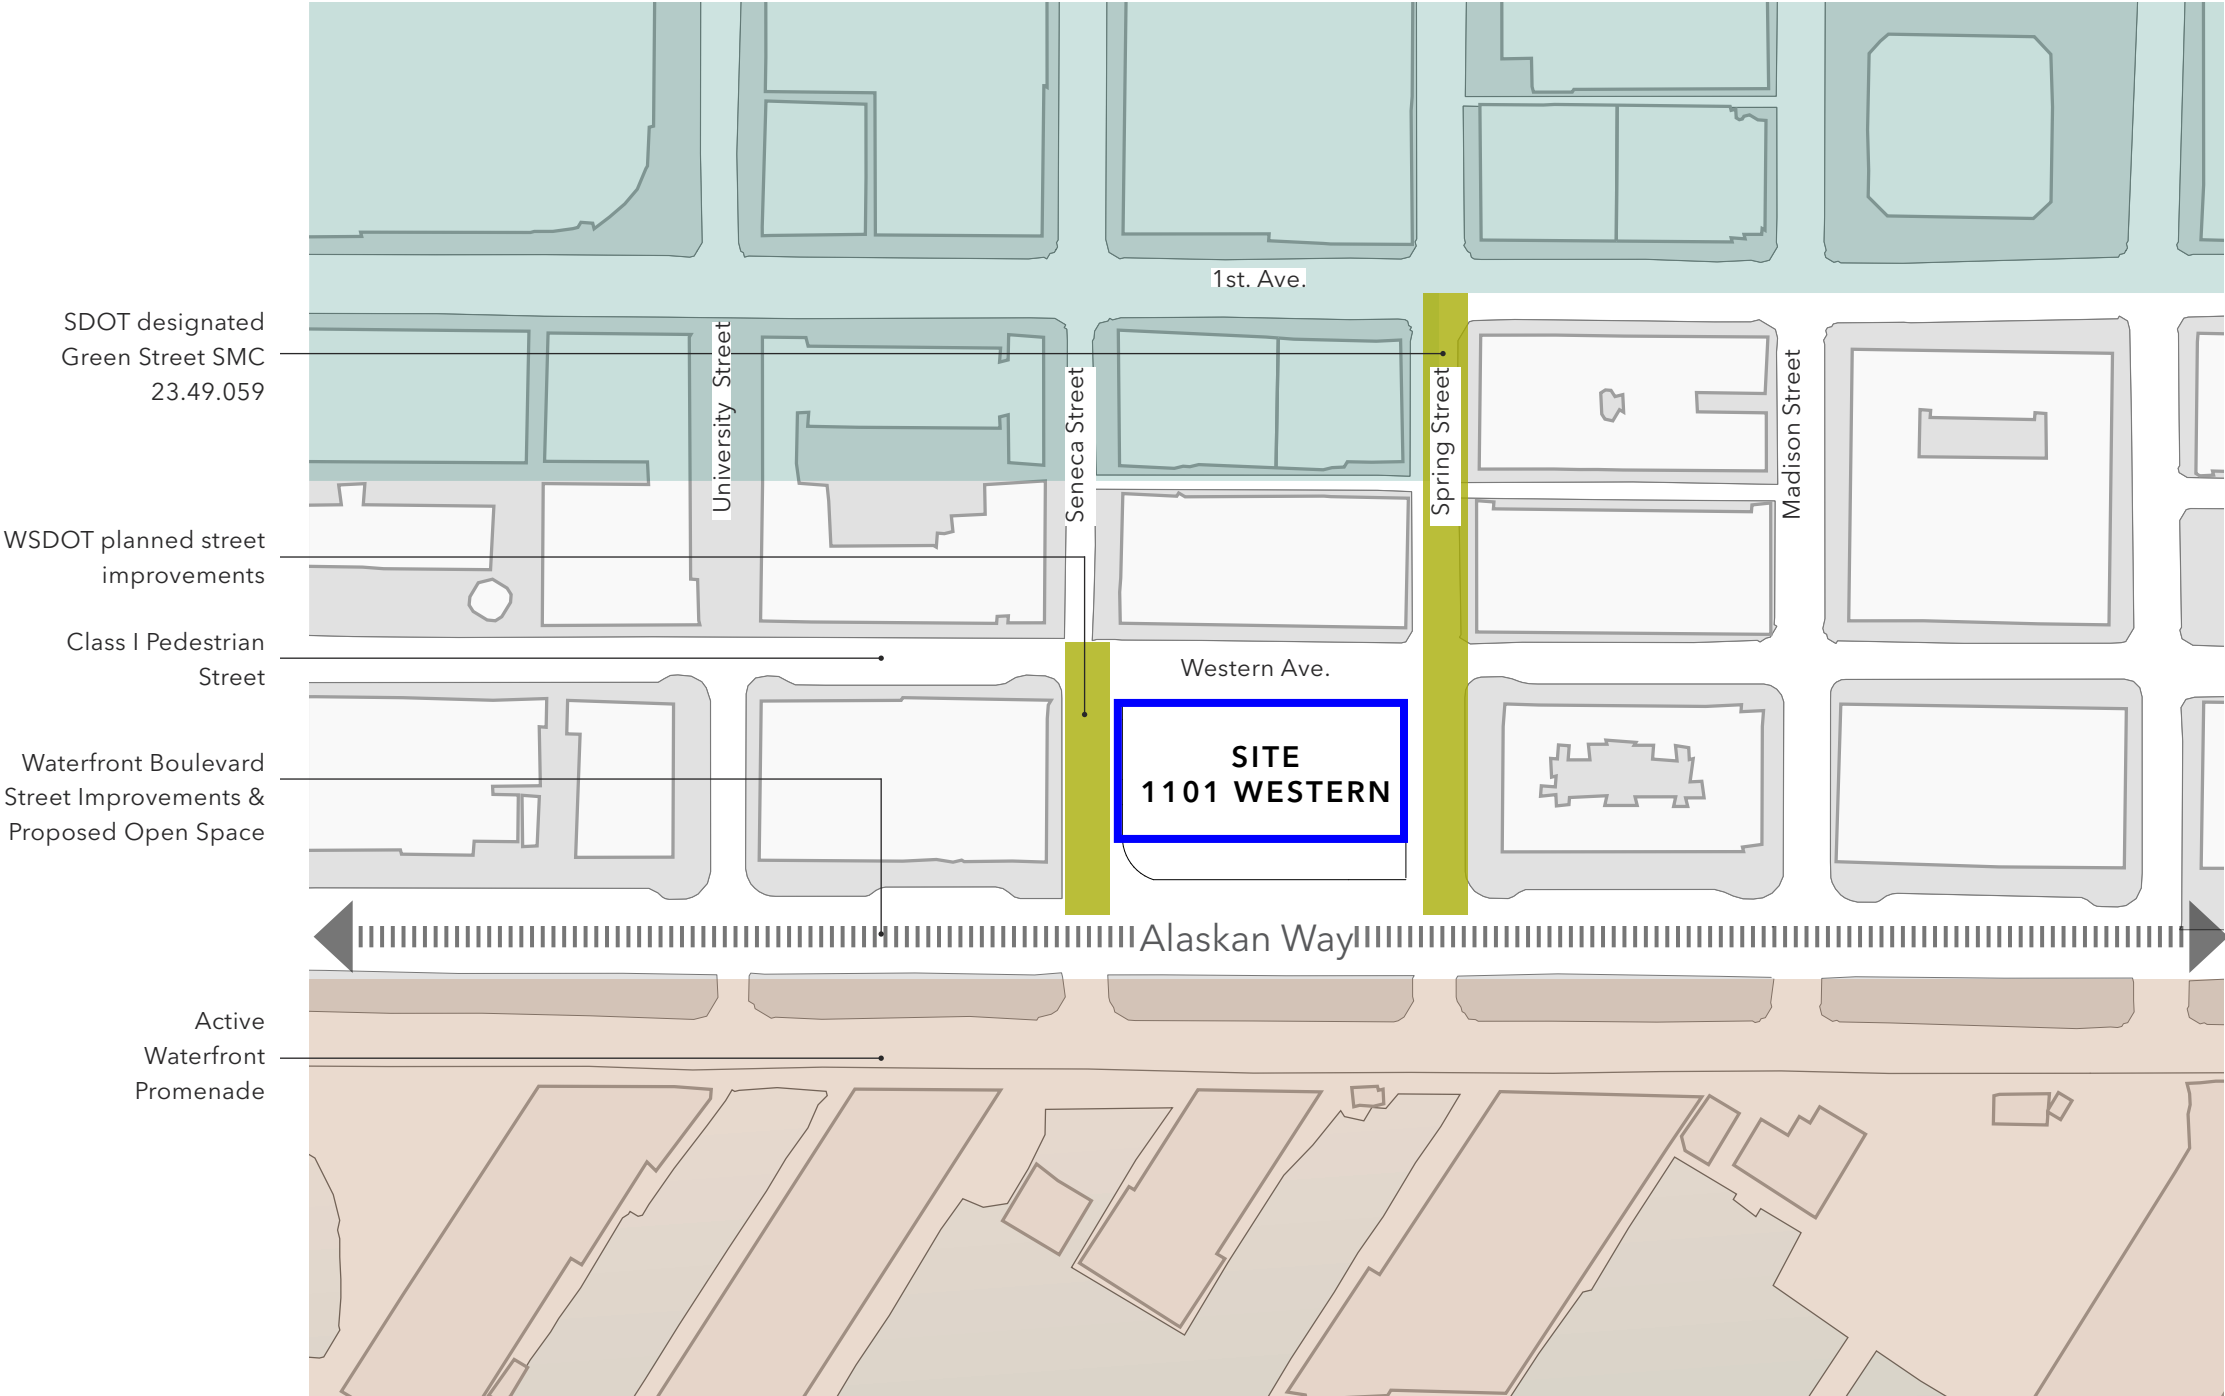 1st. Ave.
SDOT designated
Green Street SMC
23.49.059
University Street
Seneca Street
Spring Street
Madison Street
WSDOT planned street
improvements
Class I Pedestrian
Street
Western Ave.
Waterfront Boulevard
Street Improvements &
Proposed Open Space
SITE
1101 WESTERN
Alaskan Way
Active
Waterfront
Promenade